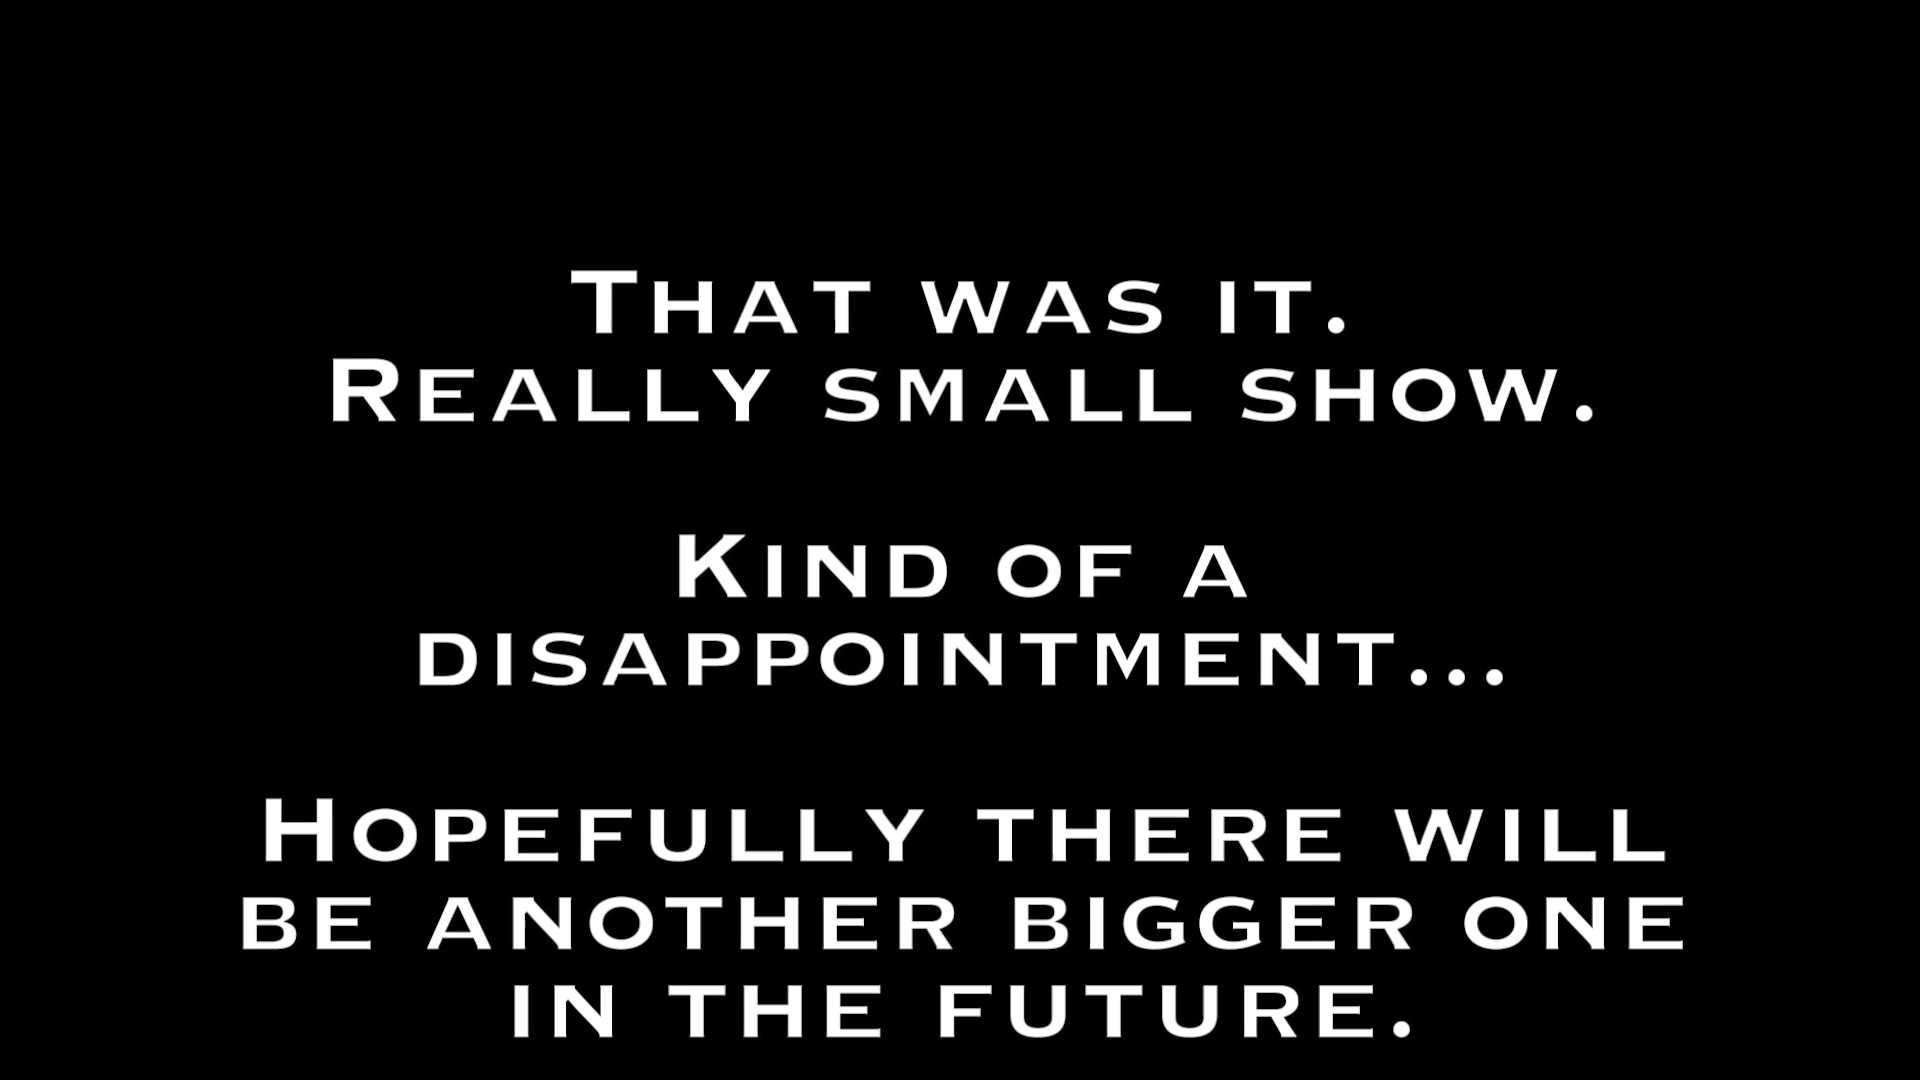 That was it.
Really small show.
Kind of a
disappointment...
Hopefully there will
be another bigger one
in the future.